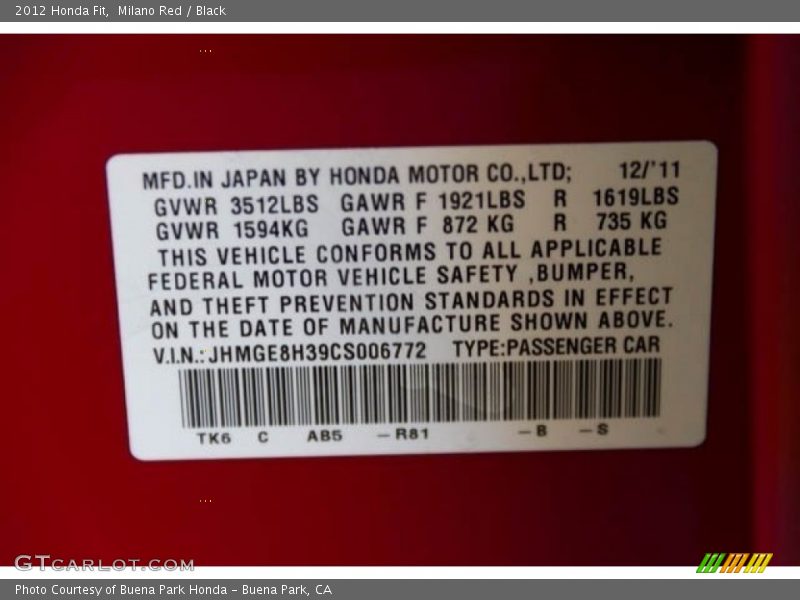 2012 Honda Fit,  Milano Red / Black
MFD.IN JAPAN BY HONDA MOTOR CO.,LTD; 12/'11
GVWR 3512LBS GAWR F 1921LBS R 1619LBS
GVWR 1594KG GAWR F 872 KG R 735 KG
THIS VEHICLE CONFORMS TO ALL APPLICABLE
FEDERAL MOTOR VEHICLE SAFETY ,BUMPER,
AND THEFT PREVENTION STANDARDS IN EFFECT
ON THE DATE OF MANUFACTURE SHOWN ABOVE.
V.I.N.:JHMGE8H39CS006772 TYPE:PASSENGER CAR
TK6 C AB5 –R81 –B –S
GTCARLOT.COM
Photo Courtesy of Buena Park Honda – Buena Park, CA